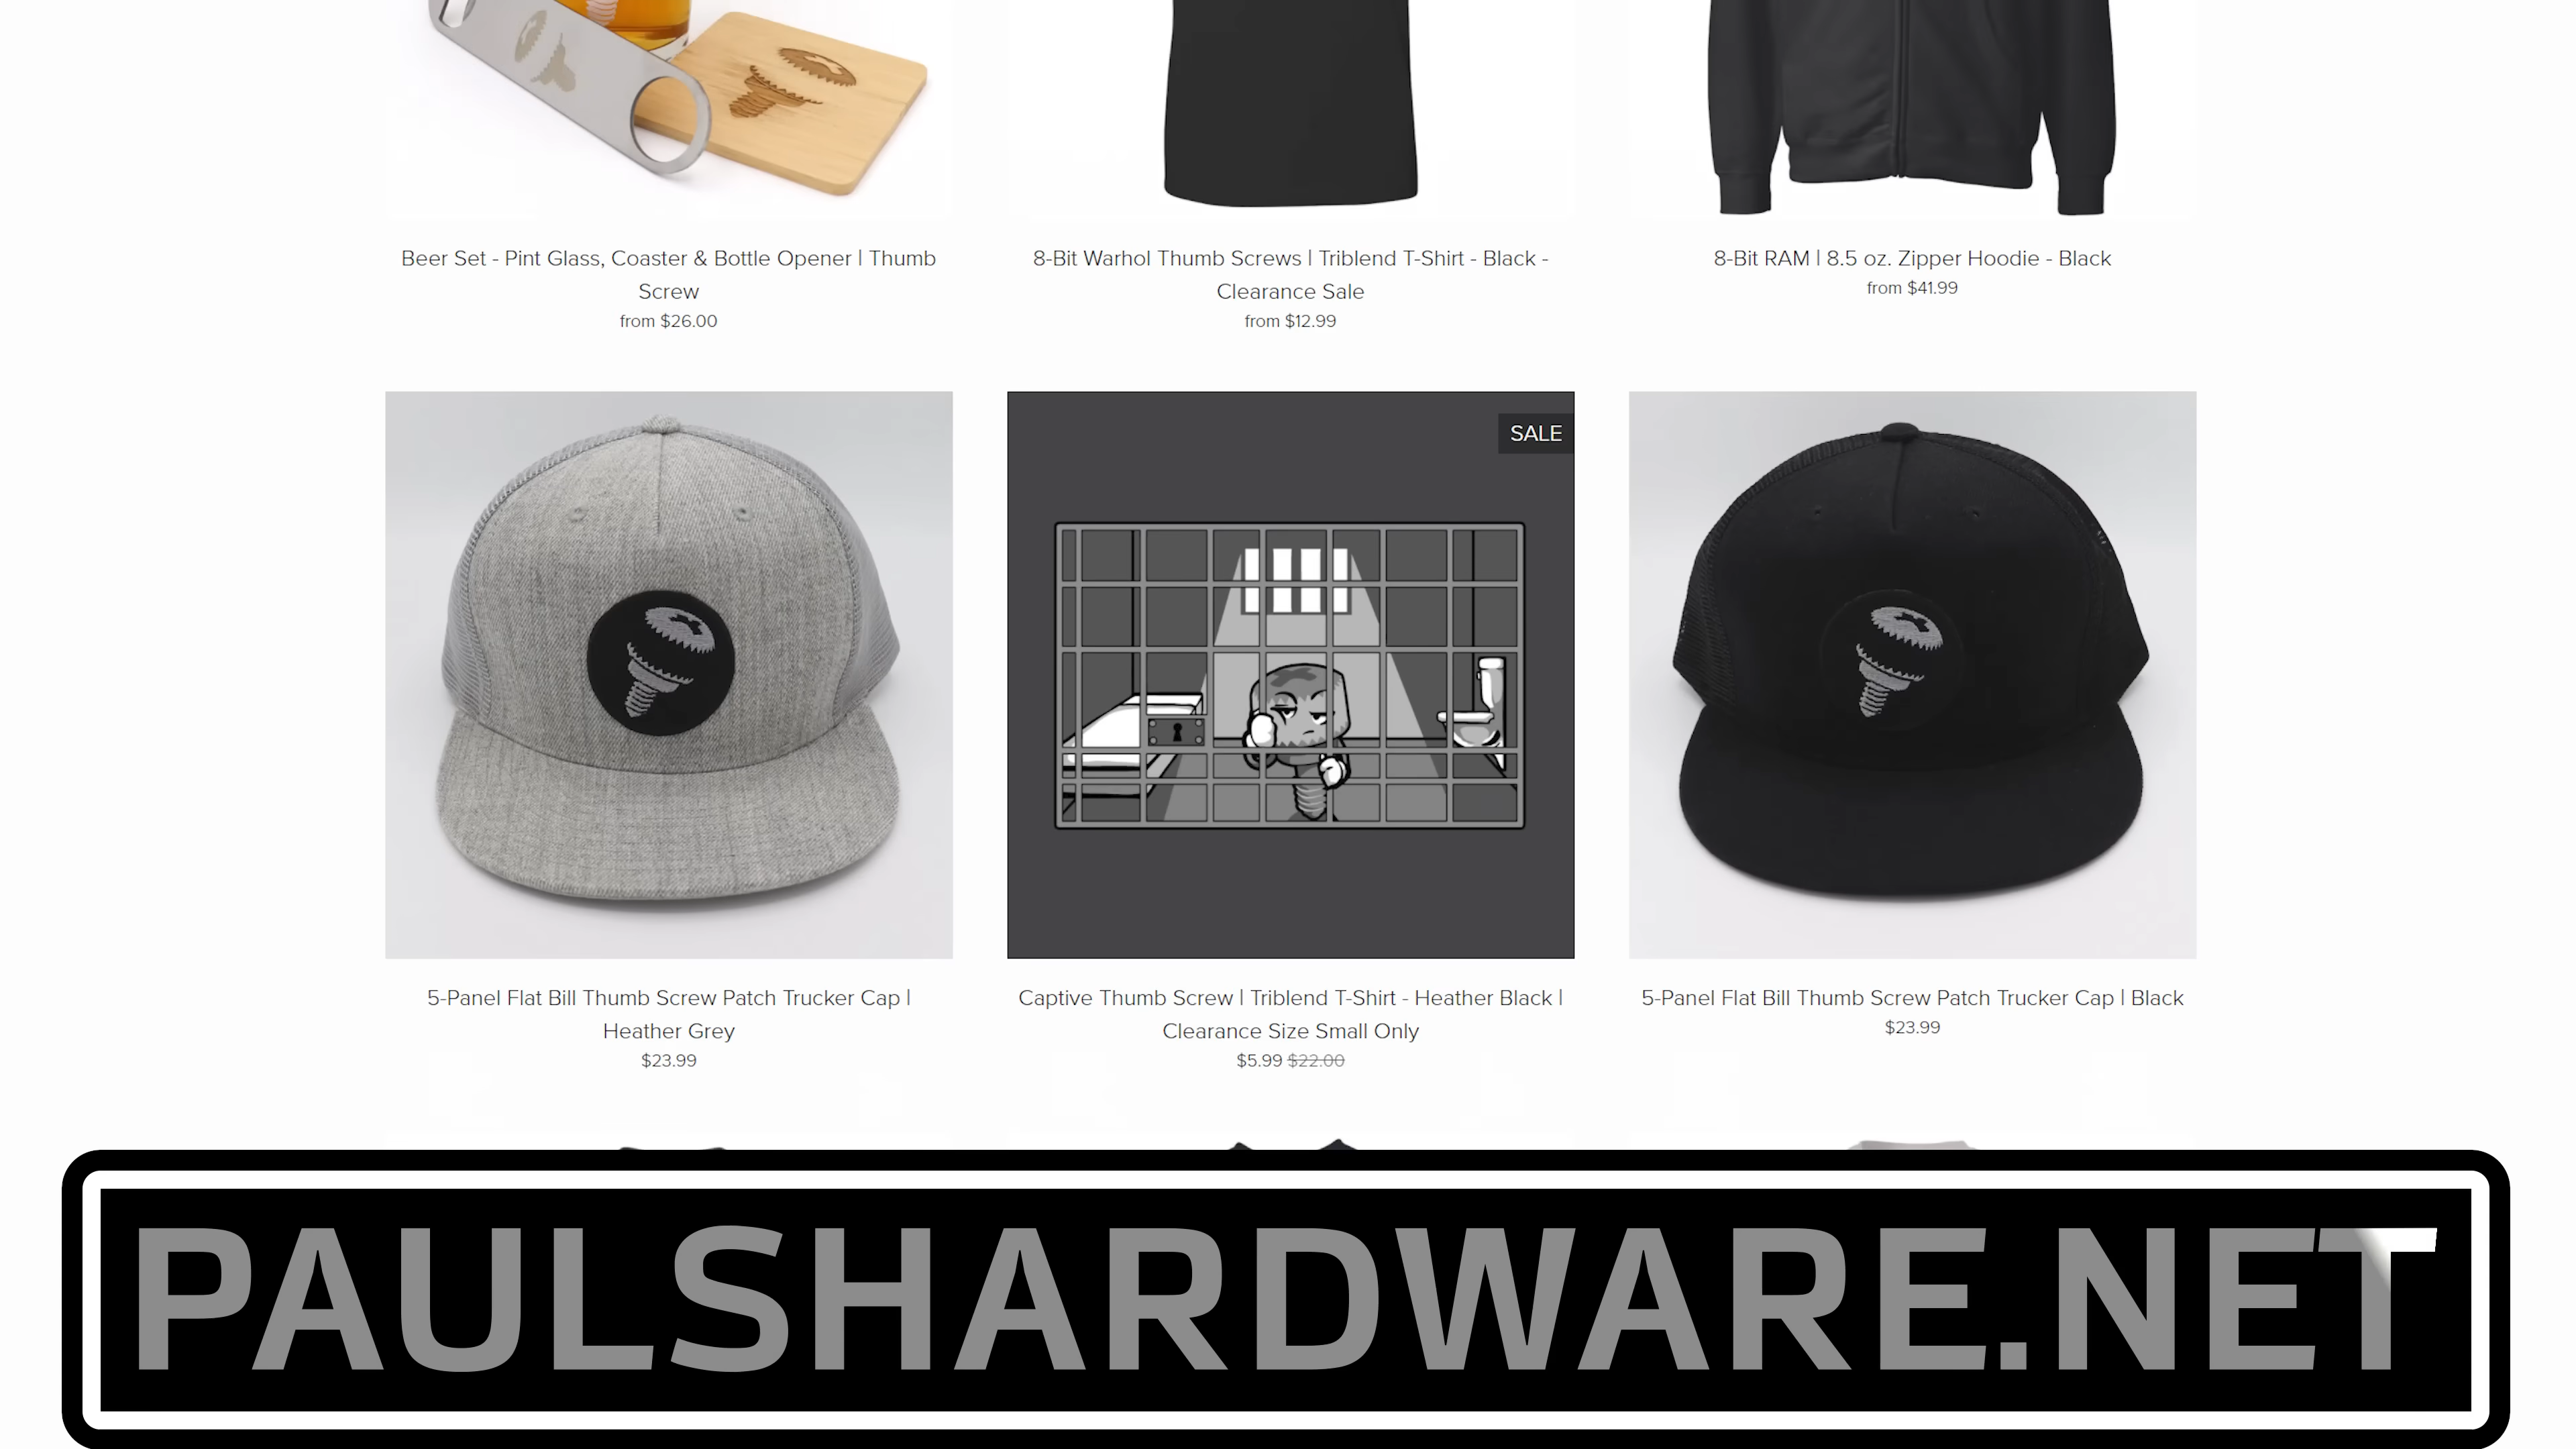 Beer Set - Pint Glass, Coaster & Bottle Opener | Thumb
Screw
from $26.00
8-Bit Warhol Thumb Screws | Triblend T-Shirt - Black -
Clearance Sale
from $12.99
8-Bit RAM | 8.5 oz. Zipper Hoodie - Black
from $41.99
SALE
5-Panel Flat Bill Thumb Screw Patch Trucker Cap |
Heather Grey
$23.99
Captive Thumb Screw | Triblend T-Shirt - Heather Black |
Clearance Size Small Only
$5.99 $22.00
5-Panel Flat Bill Thumb Screw Patch Trucker Cap | Black
$23.99
PAULSHARDWARE.NET